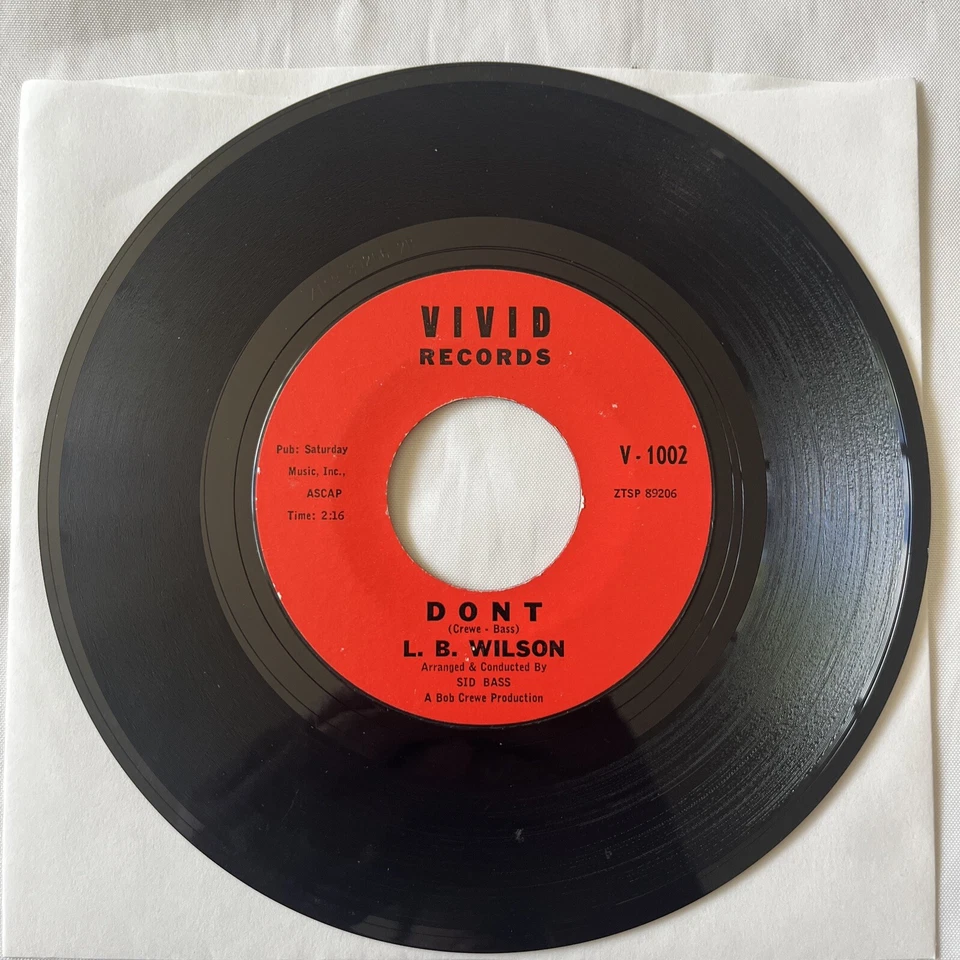 VIVID
RECORDS
Pub: Saturday
Music, Inc.,
ASCAP
Time: 2:16
V - 1002
ZTSP 89206
DONT
(Crewe - Bass)
L. B. WILSON
Arranged & Conducted By
SID BASS
A Bob Crewe Production